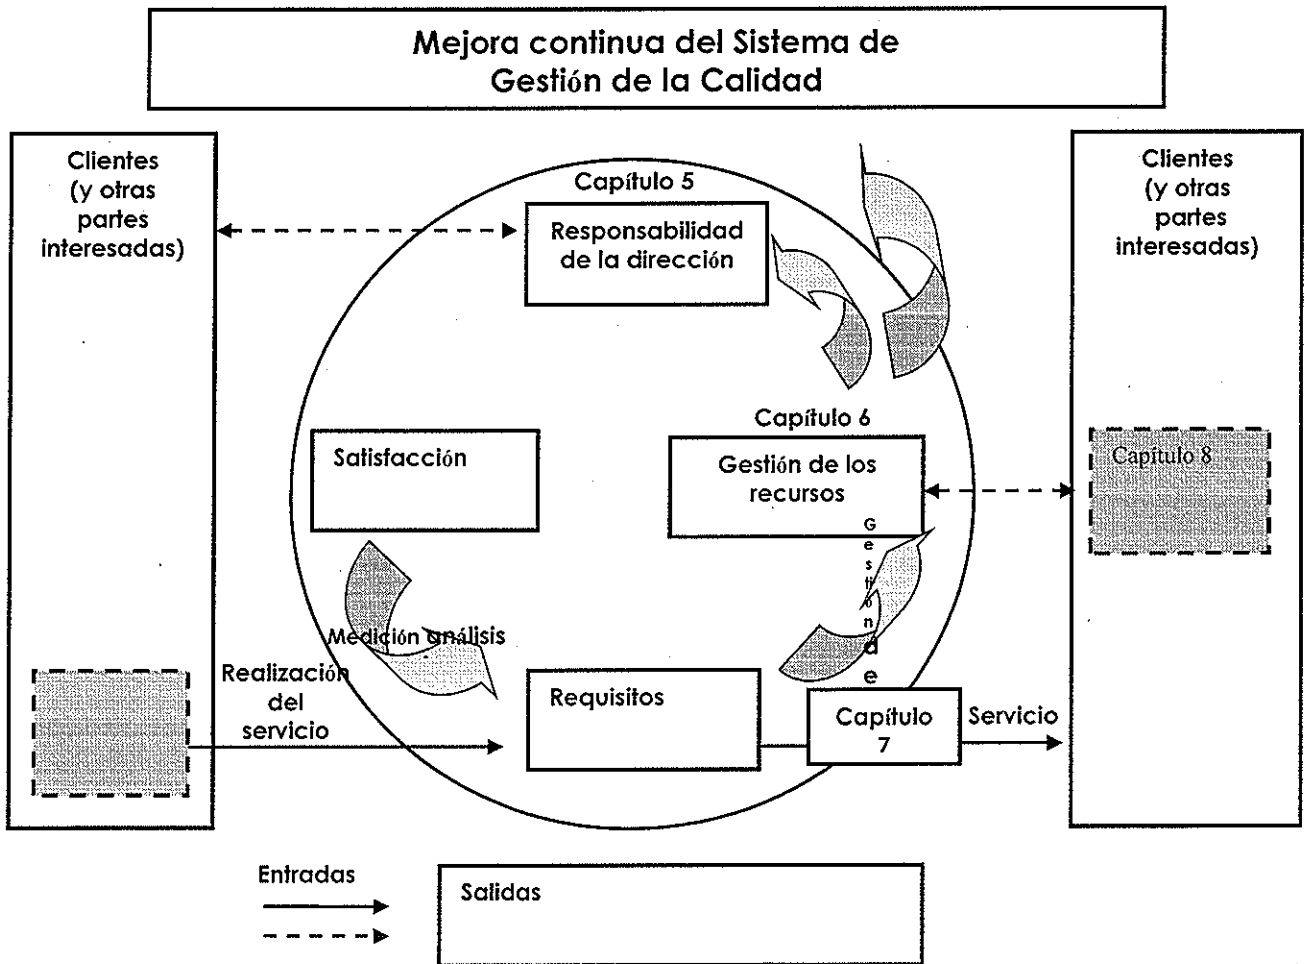 Mejora continua del Sistema de
Gestión de la Calidad
Clientes
(y otras
partes
interesadas)
Capítulo 5
Responsabilidad
de la dirección
Clientes
(y otras
partes
interesadas)
Satisfacción
Capítulo 6
Gestión de los
recursos
Capítulo 8
Gestión
de
Medición análisis
Realización
del
servicio
Requisitos
Capítulo
7
Servicio
Entradas
Salidas